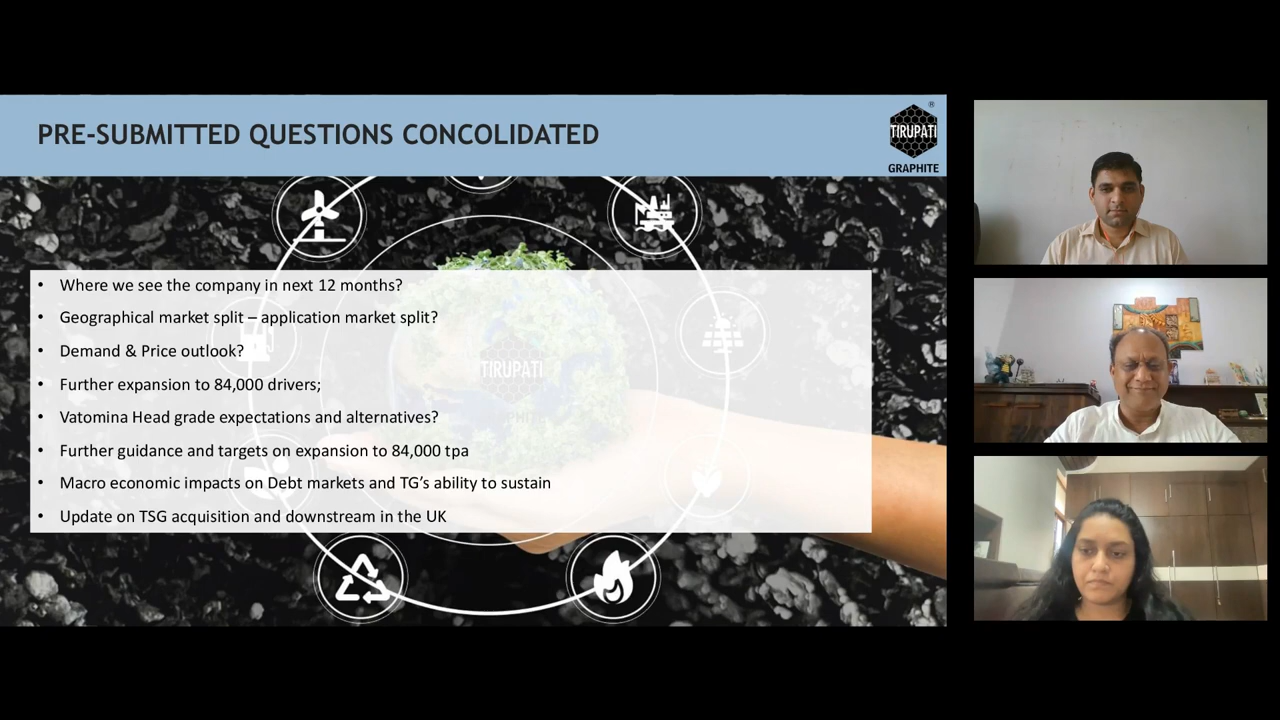 PRE-SUBMITTED QUESTIONS CONCOLIDATED
®
TIRUPATI
GRAPHITE
• Where we see the company in next 12 months?
• Geographical market split – application market split?
• Demand & Price outlook?
• Further expansion to 84,000 drivers;
• Vatomina Head grade expectations and alternatives?
• Further guidance and targets on expansion to 84,000 tpa
• Macro economic impacts on Debt markets and TG’s ability to sustain
• Update on TSG acquisition and downstream in the UK
TIRUPATI
GRAPHITE